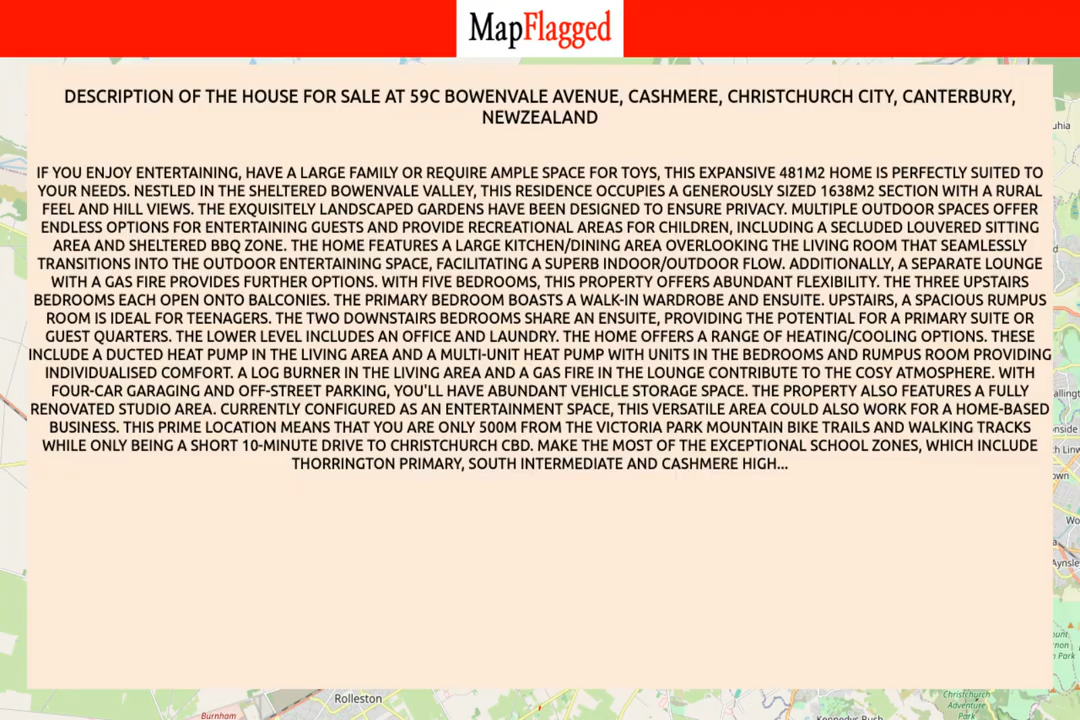 MapFlagged
DESCRIPTION OF THE HOUSE FOR SALE AT 59C BOWENVALE AVENUE, CASHMERE, CHRISTCHURCH CITY, CANTERBURY,
NEWZEALAND
IF YOU ENJOY ENTERTAINING, HAVE A LARGE FAMILY OR REQUIRE AMPLE SPACE FOR TOYS, THIS EXPANSIVE 481M2 HOME IS PERFECTLY SUITED TO
YOUR NEEDS. NESTLED IN THE SHELTERED BOWENVALE VALLEY, THIS RESIDENCE OCCUPIES A GENEROUSLY SIZED 1638M2 SECTION WITH A RURAL
FEEL AND HILL VIEWS. THE EXQUISITELY LANDSCAPED GARDENS HAVE BEEN DESIGNED TO ENSURE PRIVACY. MULTIPLE OUTDOOR SPACES OFFER
ENDLESS OPTIONS FOR ENTERTAINING GUESTS AND PROVIDE RECREATIONAL AREAS FOR CHILDREN, INCLUDING A SECLUDED LOUVERED SITTING
AREA AND SHELTERED BBQ ZONE. THE HOME FEATURES A LARGE KITCHEN/DINING AREA OVERLOOKING THE LIVING ROOM THAT SEAMLESSLY
TRANSITIONS INTO THE OUTDOOR ENTERTAINING SPACE, FACILITATING A SUPERB INDOOR/OUTDOOR FLOW. ADDITIONALLY, A SEPARATE LOUNGE
WITH A GAS FIRE PROVIDES FURTHER OPTIONS. WITH FIVE BEDROOMS, THIS PROPERTY OFFERS ABUNDANT FLEXIBILITY. THE THREE UPSTAIRS
BEDROOMS EACH OPEN ONTO BALCONIES. THE PRIMARY BEDROOM BOASTS A WALK-IN WARDROBE AND ENSUITE. UPSTAIRS, A SPACIOUS RUMPUS
ROOM IS IDEAL FOR TEENAGERS. THE TWO DOWNSTAIRS BEDROOMS SHARE AN ENSUITE, PROVIDING THE POTENTIAL FOR A PRIMARY SUITE OR
GUEST QUARTERS. THE LOWER LEVEL INCLUDES AN OFFICE AND LAUNDRY. THE HOME OFFERS A RANGE OF HEATING/COOLING OPTIONS. THESE
INCLUDE A DUCTED HEAT PUMP IN THE LIVING AREA AND A MULTI-UNIT HEAT PUMP WITH UNITS IN THE BEDROOMS AND RUMPUS ROOM PROVIDING
INDIVIDUALISED COMFORT. A LOG BURNER IN THE LIVING AREA AND A GAS FIRE IN THE LOUNGE CONTRIBUTE TO THE COSY ATMOSPHERE. WITH
FOUR-CAR GARAGING AND OFF-STREET PARKING, YOU'LL HAVE ABUNDANT VEHICLE STORAGE SPACE. THE PROPERTY ALSO FEATURES A FULLY
RENOVATED STUDIO AREA. CURRENTLY CONFIGURED AS AN ENTERTAINMENT SPACE, THIS VERSATILE AREA COULD ALSO WORK FOR A HOME-BASED
BUSINESS. THIS PRIME LOCATION MEANS THAT YOU ARE ONLY 500M FROM THE VICTORIA PARK MOUNTAIN BIKE TRAILS AND WALKING TRACKS
WHILE ONLY BEING A SHORT 10-MINUTE DRIVE TO CHRISTCHURCH CBD. MAKE THE MOST OF THE EXCEPTIONAL SCHOOL ZONES, WHICH INCLUDE
THORRINGTON PRIMARY, SOUTH INTERMEDIATE AND CASHMERE HIGH...
Rolleston
Burnham
Christchurch
Adventure
Park